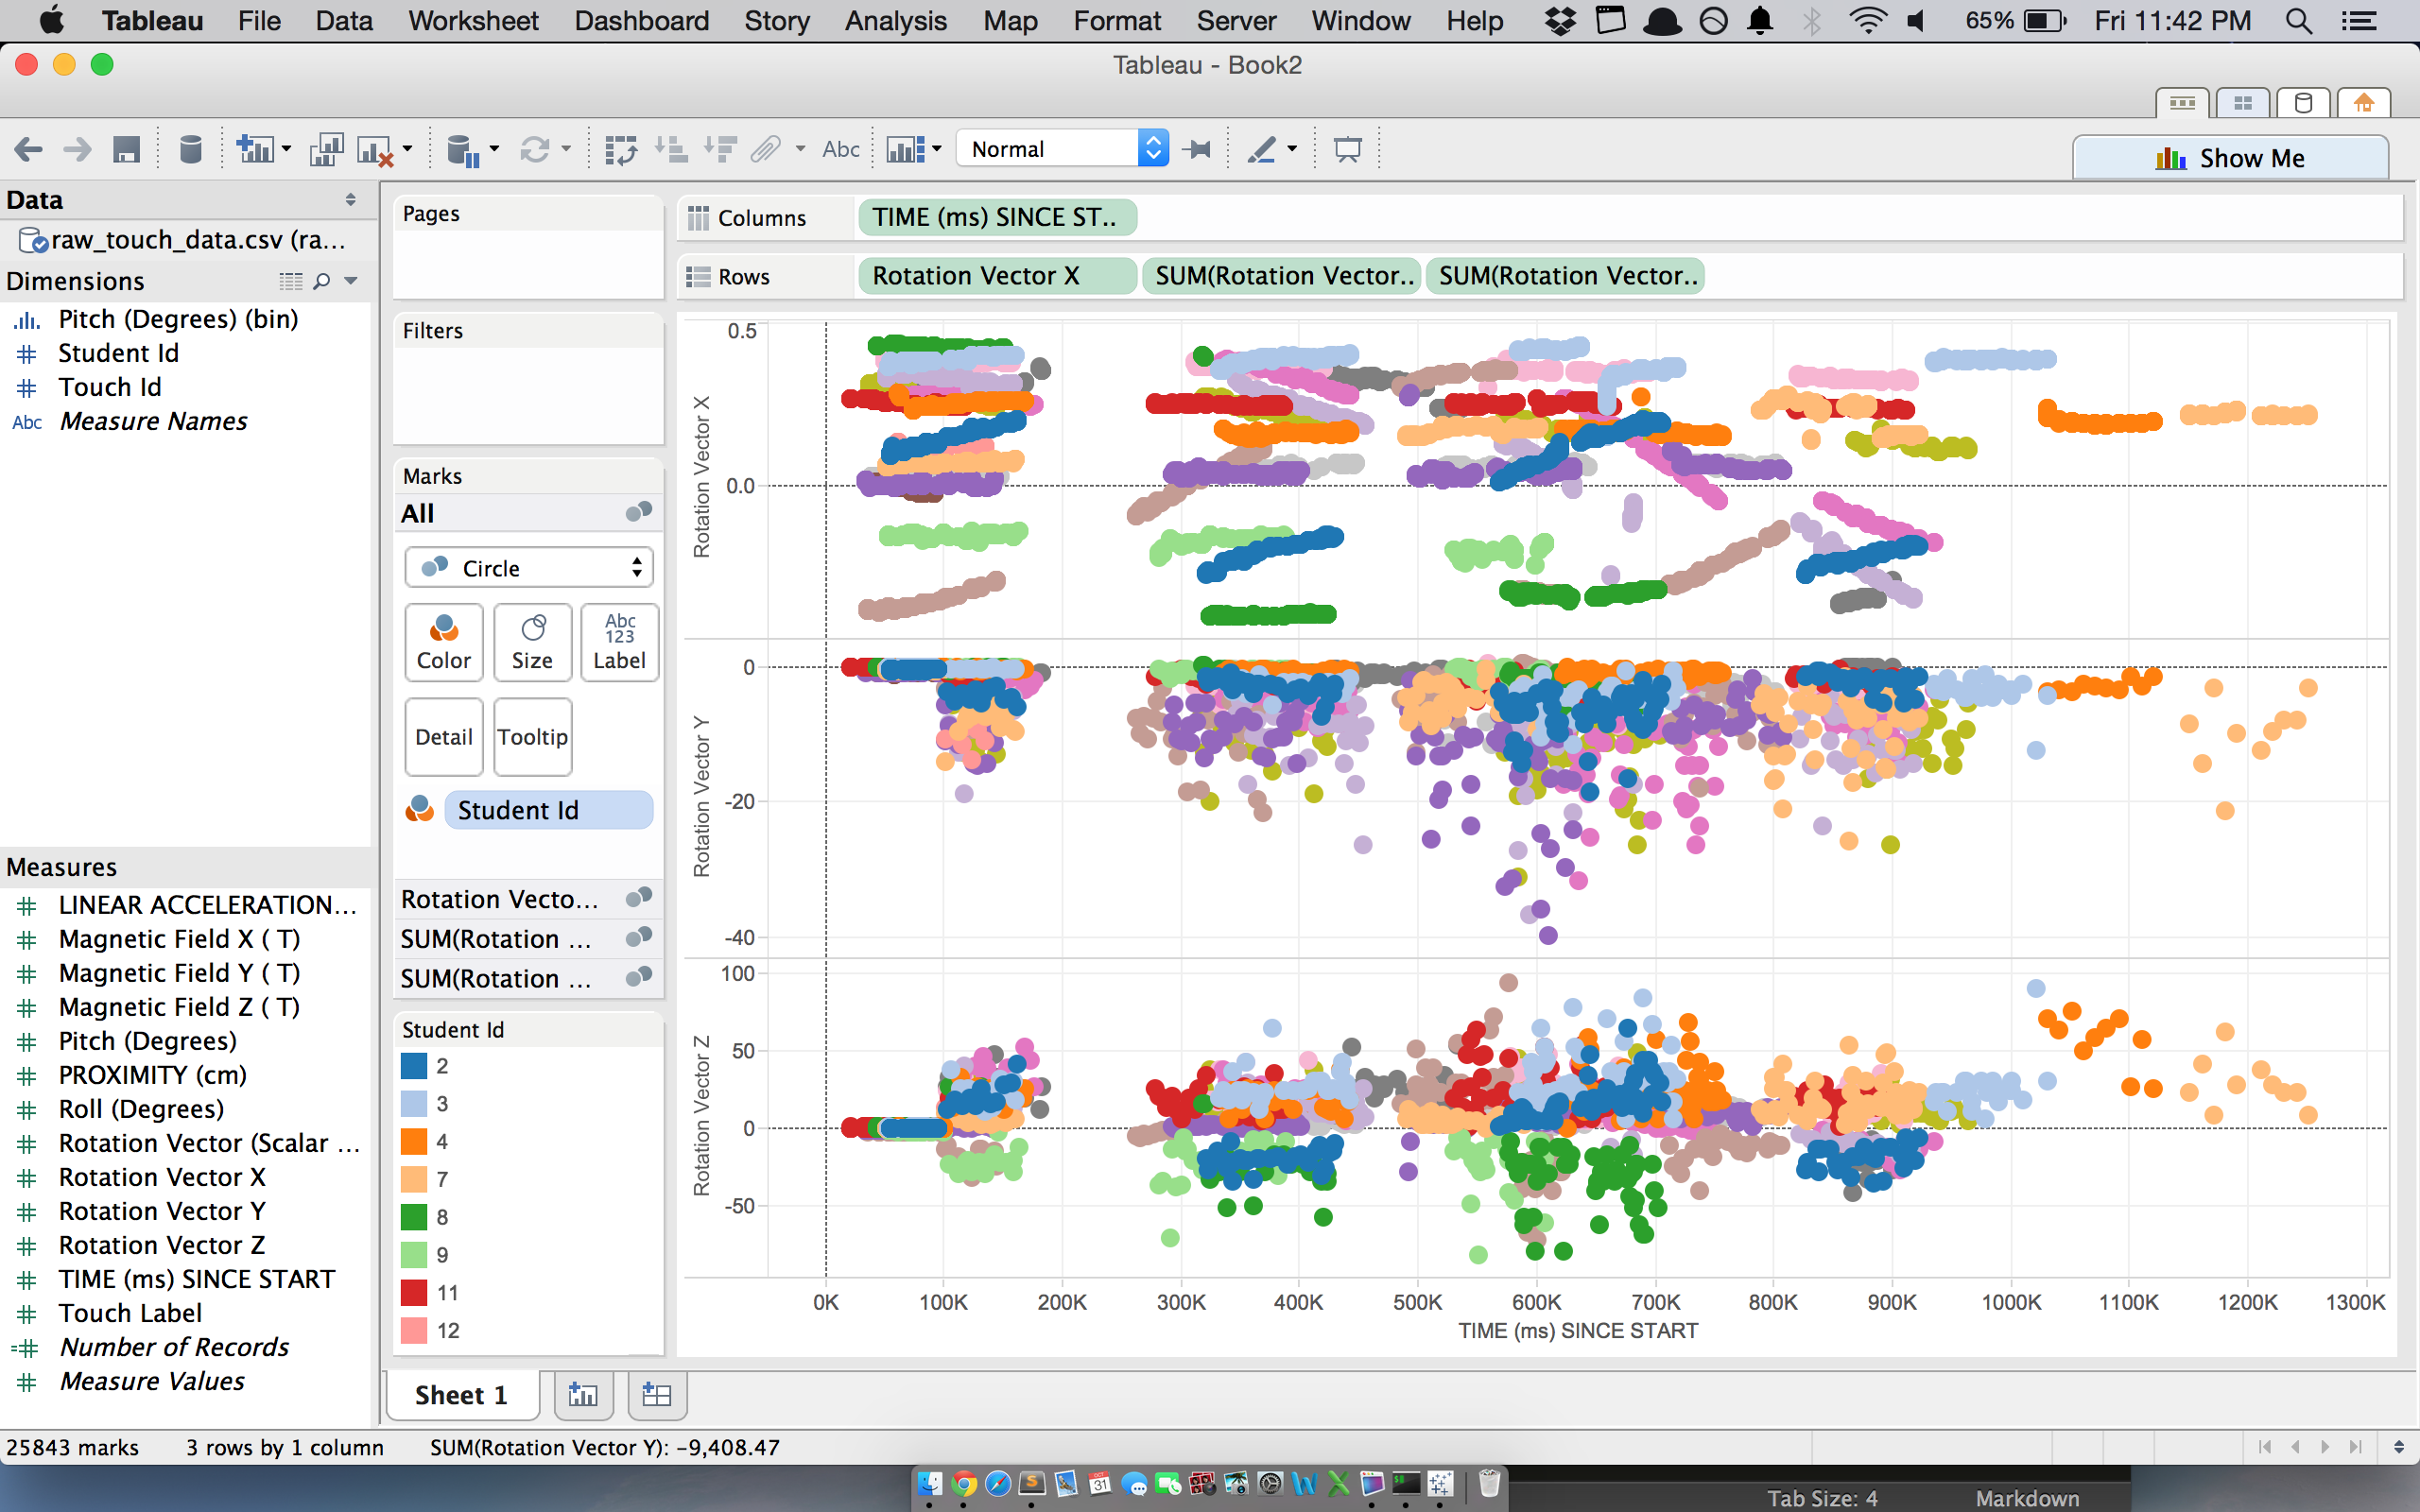 Tableau File Data Worksheet Dashboard Story Analysis Map Format Server Window Help 65% Fri 11:42 PM
Tableau - Book2
Abc Normal Show Me
Data
raw_touch_data.csv (ra...
Dimensions
Pitch (Degrees) (bin)
Student Id
Touch Id
Abc Measure Names
Measures
LINEAR ACCELERATION...
Magnetic Field X ( T)
Magnetic Field Y ( T)
Magnetic Field Z ( T)
Pitch (Degrees)
PROXIMITY (cm)
Roll (Degrees)
Rotation Vector (Scalar ...
Rotation Vector X
Rotation Vector Y
Rotation Vector Z
TIME (ms) SINCE START
Touch Label
Number of Records
Measure Values
Pages
Filters
Marks
All
Circle
Color Size Abc 123 Label
Detail Tooltip
Student Id
Rotation Vecto...
SUM(Rotation ...
SUM(Rotation ...
Student Id
2
3
4
7
8
9
11
12
Columns TIME (ms) SINCE ST..
Rows Rotation Vector X SUM(Rotation Vector.. SUM(Rotation Vector..
Rotation Vector X
0.5
0.0
Rotation Vector Y
0
-20
-40
Rotation Vector Z
100
50
0
-50
0K 100K 200K 300K 400K 500K 600K 700K 800K 900K 1000K 1100K 1200K 1300K
TIME (ms) SINCE START
Sheet 1
25843 marks 3 rows by 1 column SUM(Rotation Vector Y): -9,408.47
OCT
31
Tab Size: 4 Markdown